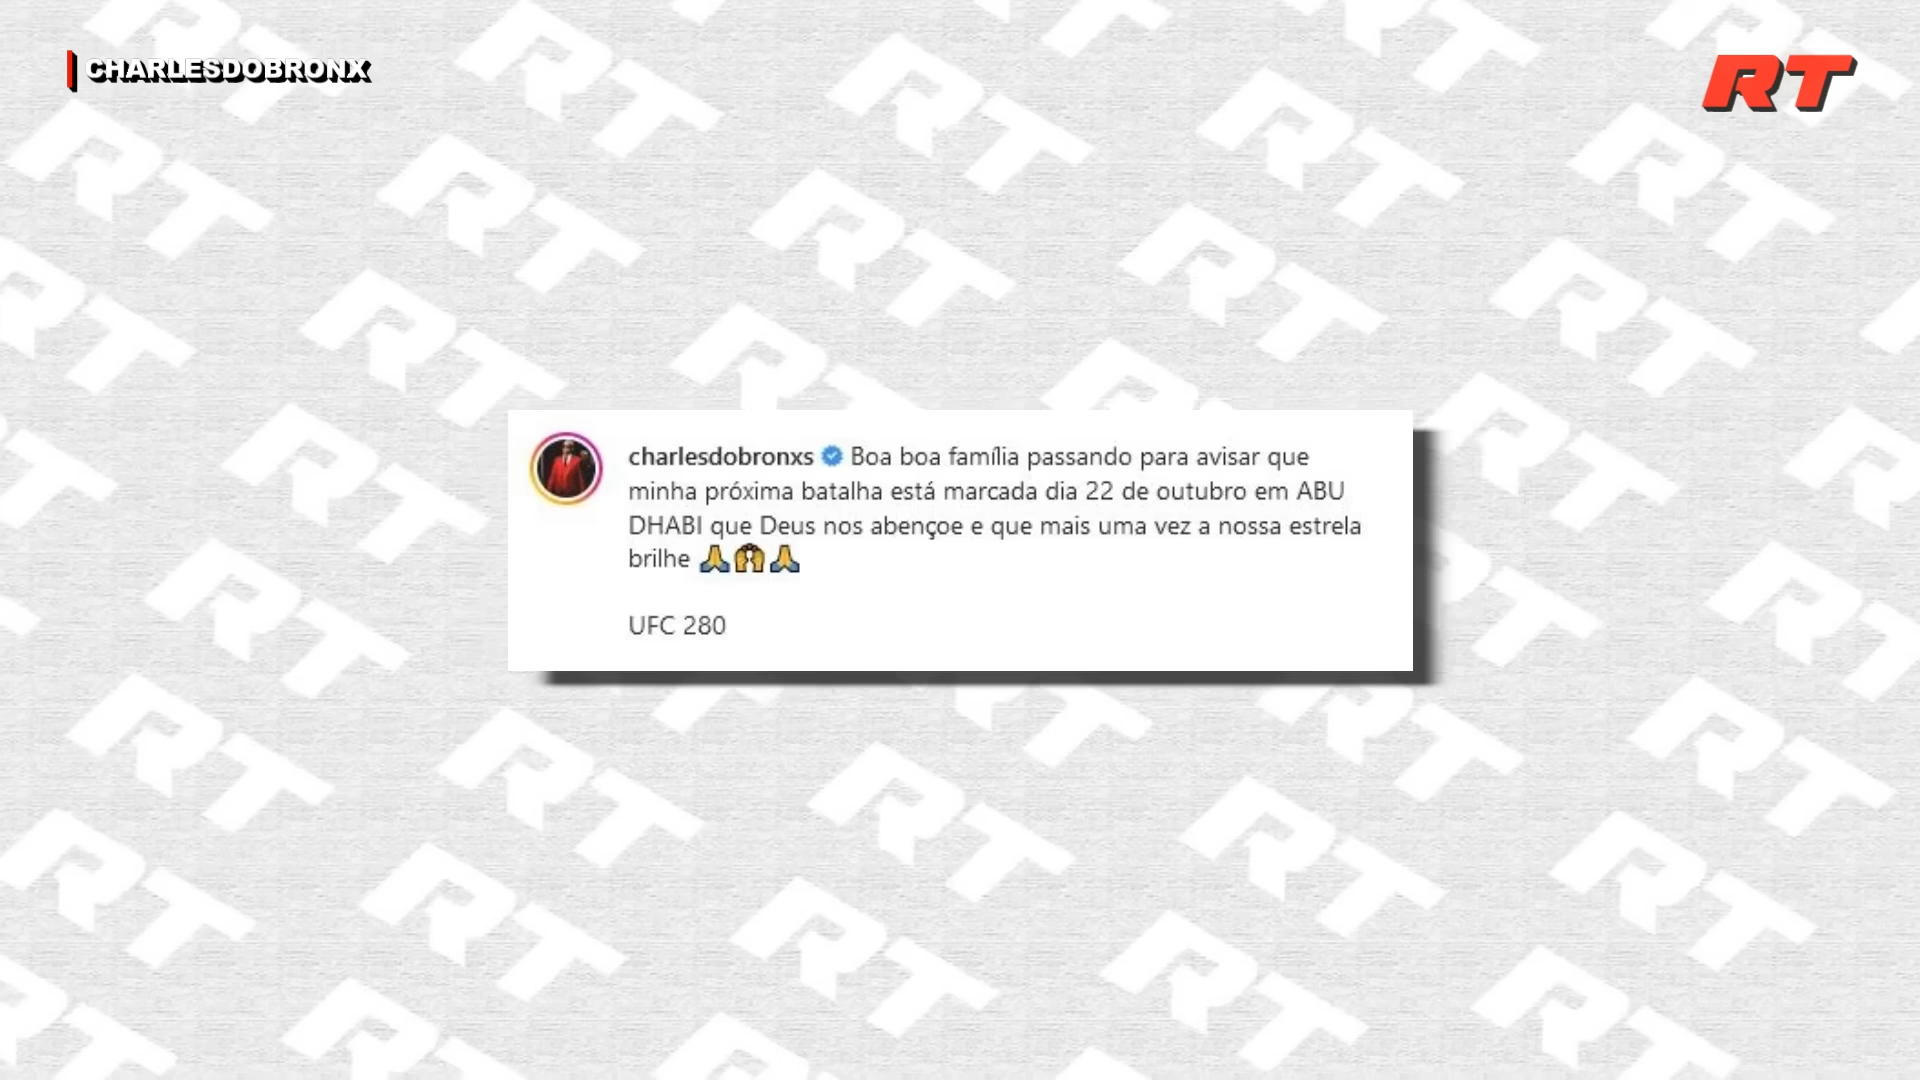 CHARLESDOBRONX
RT
charlesdobronxs Boa boa família passando para avisar que
minha próxima batalha está marcada dia 22 de outubro em ABU
DHABI que Deus nos abençoe e que mais uma vez a nossa estrela
brilhe 🙏🙌🙏
UFC 280